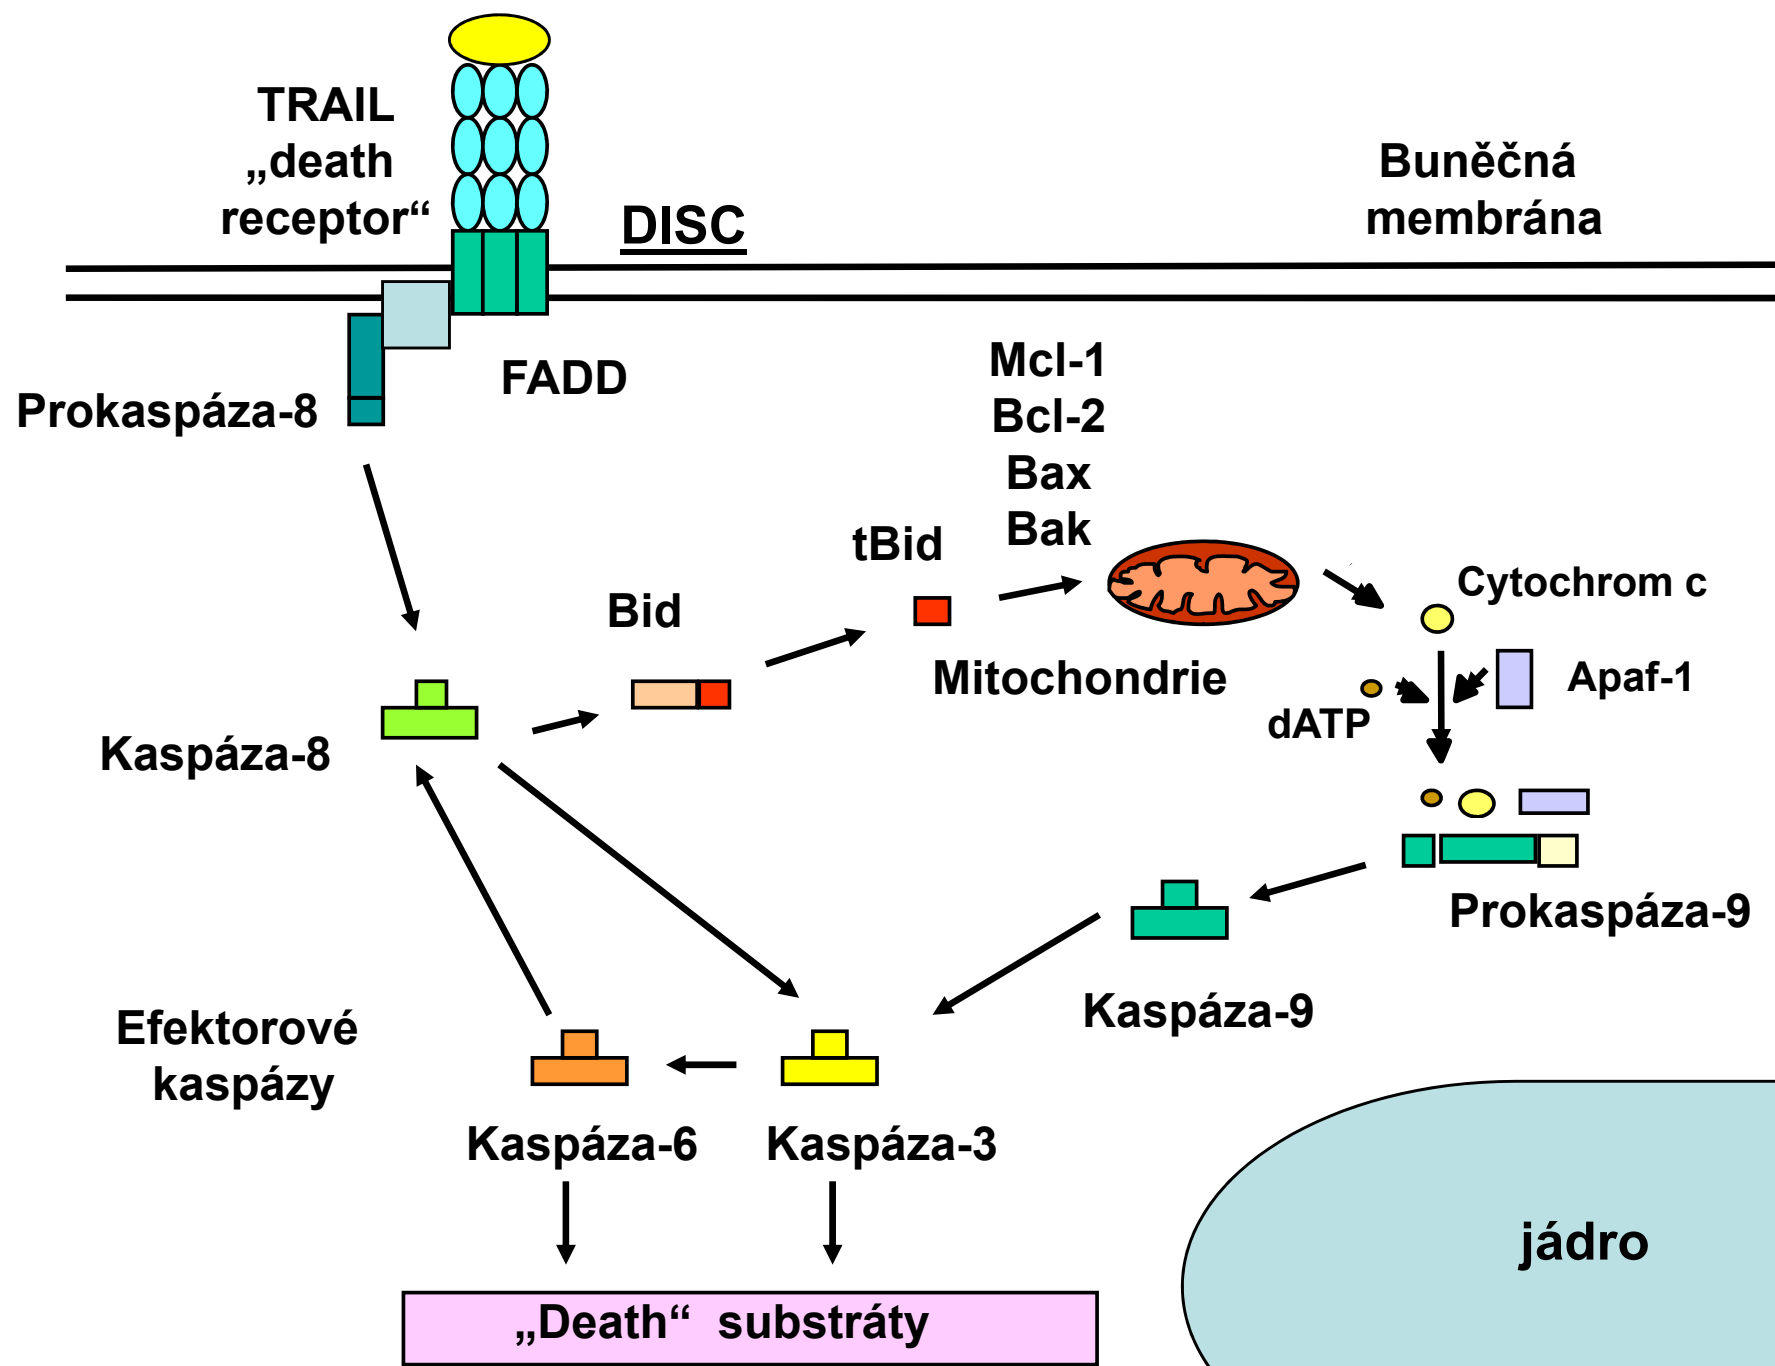 TRAIL
„death
receptor“
DISC
Buněčná
membrána
FADD
Prokaspáza-8
Mcl-1
Bcl-2
Bax
Bak
tBid
Bid
Cytochrom c
Mitochondrie
Apaf-1
dATP
Kaspáza-8
Prokaspáza-9
Kaspáza-9
Efektorové
kaspázy
Kaspáza-6
Kaspáza-3
jádro
„Death“ substráty